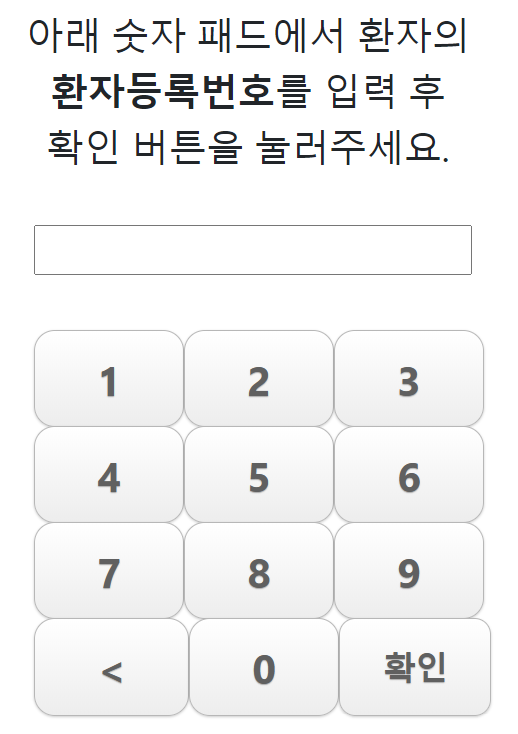 아래 숫자 패드에서 환자의
환자등록번호를 입력 후
확인 버튼을 눌러주세요.
1 2 3
4 5 6
7 8 9
< 0 확인